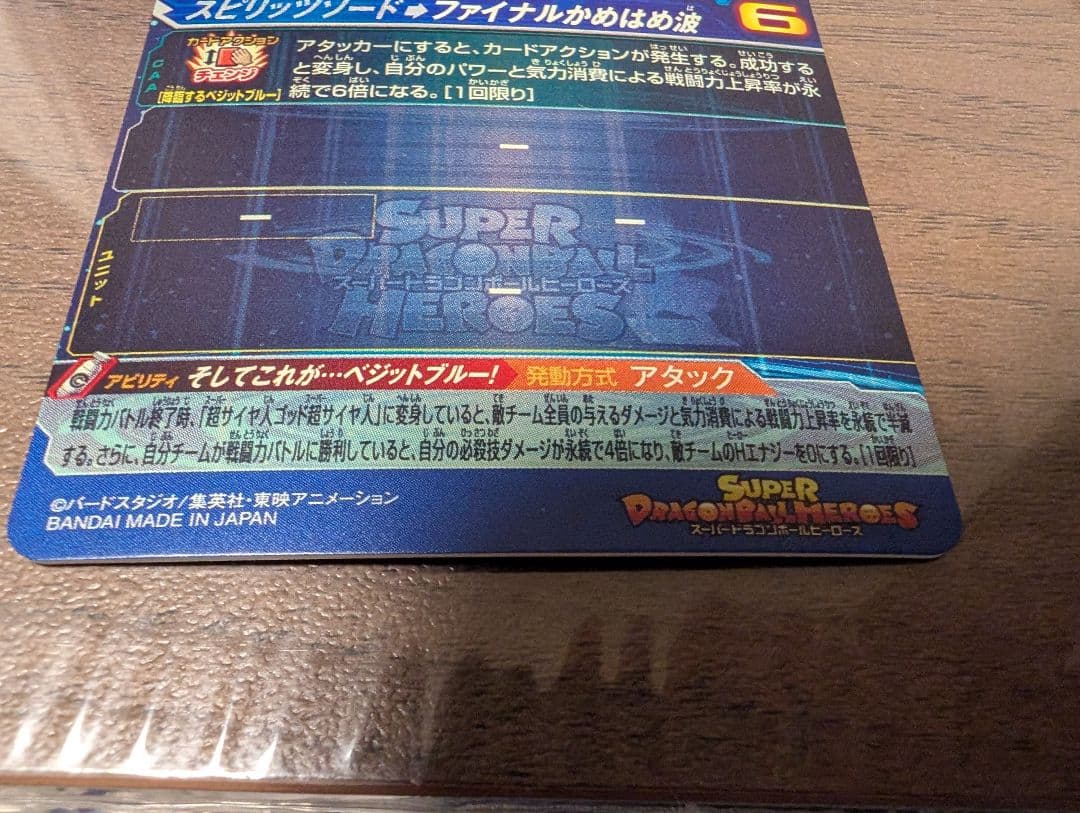 スピリッツソード➡ファイナルかめはめ波
6
CAA
カードアクション
チェンジ
[降臨するベジットブルー]
アタッカーにすると、カードアクションが発生する。成功する
と変身し、自分のパワーと気力消費による戦闘力上昇率が永
続で6倍になる。[1回限り]
ー
ー
ー
ー
ユニット
SUPER
DRAGONBALL
スーパードラゴンボールヒーローズ
HEROES
アビリティ そしてこれが…ベジットブルー! 発動方式 アタック
戦闘力バトル終了時、「超サイヤ人ゴッド超サイヤ人」に変身していると、敵チーム全員の与えるダメージと気力消費による戦闘力上昇率を永続で半減
する。さらに、自分チームが戦闘力バトルに勝利していると、自分の必殺技ダメージが永続で4倍になり、敵チームのHエナジーを0にする。[1回限り]
©バードスタジオ/集英社・東映アニメーション
BANDAI MADE IN JAPAN
SUPER
DRAGONBALL HEROES
スーパードラゴンボールヒーローズ